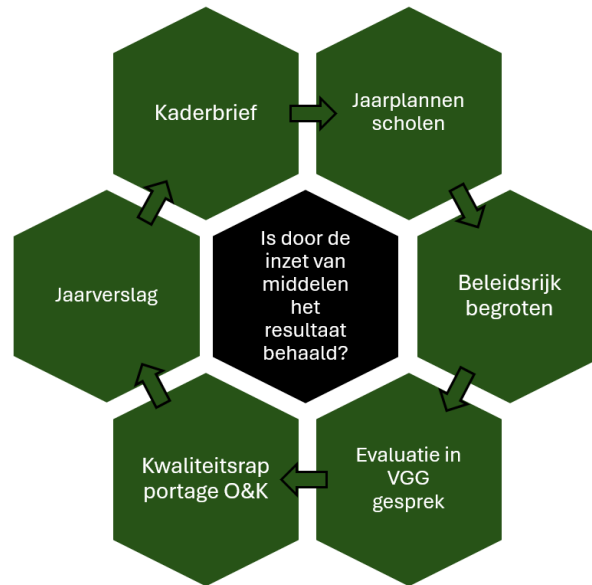 Kaderbrief
Jaarplannen
scholen
Is door de
inzet van
middelen
het
resultaat
behaald?
Jaarverslag
Beleidsrijk
begroten
Kwaliteitsrap
portage O&K
Evaluatie in
VGG
gesprek